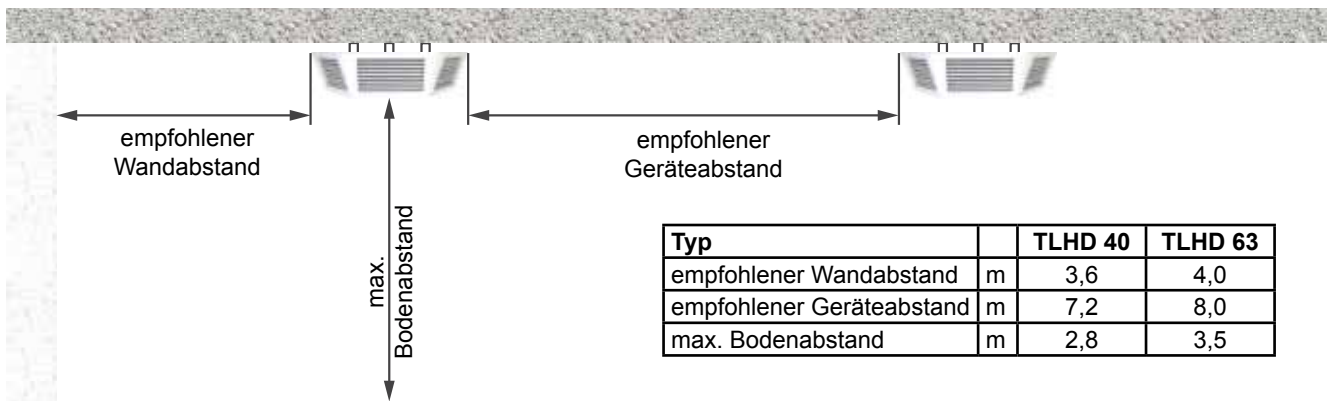 empfohlener
Wandabstand
empfohlener
Geräteabstand
max.
Bodenabstand
Typ TLHD 40 TLHD 63
empfohlener Wandabstand m 3,6 4,0
empfohlener Geräteabstand m 7,2 8,0
max. Bodenabstand m 2,8 3,5